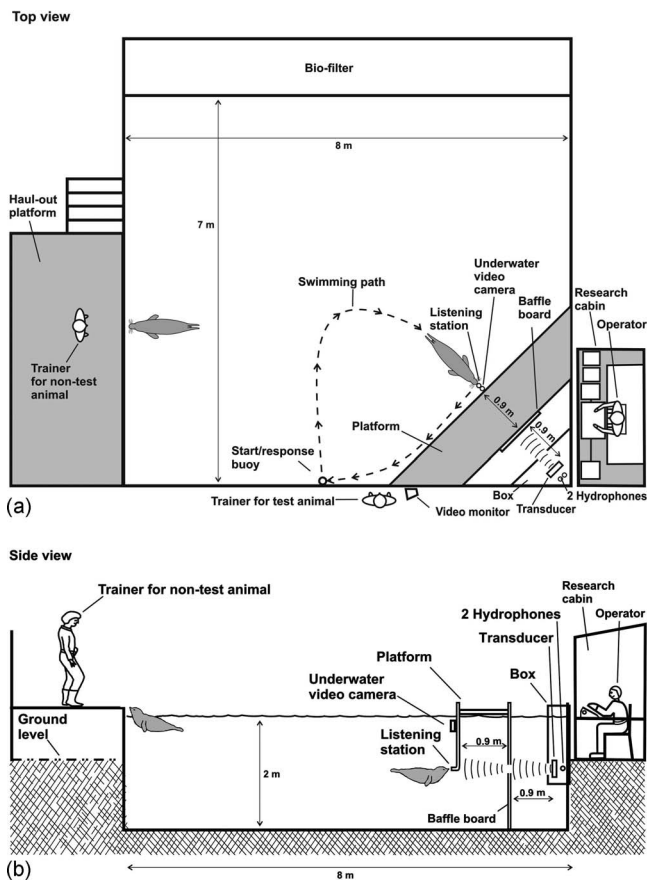 Top view
Bio-filter
8 m
Haul-out
platform
7 m
Swimming path
Underwater
video
camera
Listening
station
Baffle
board
Research
cabin
Operator
Trainer
for non-test
animal
0.9 m
0.9 m
Platform
Start/response
buoy
Box
Transducer
2
Hydrophones
Trainer for test animal
Video monitor
(a)
Side view
Trainer for non-test animal
Research
cabin
Operator
2 Hydrophones
Transducer
Platform
Box
Underwater
video camera
Ground
level
Listening
station
0.9 m
2 m
0.9 m
Baffle board
(b)
8 m